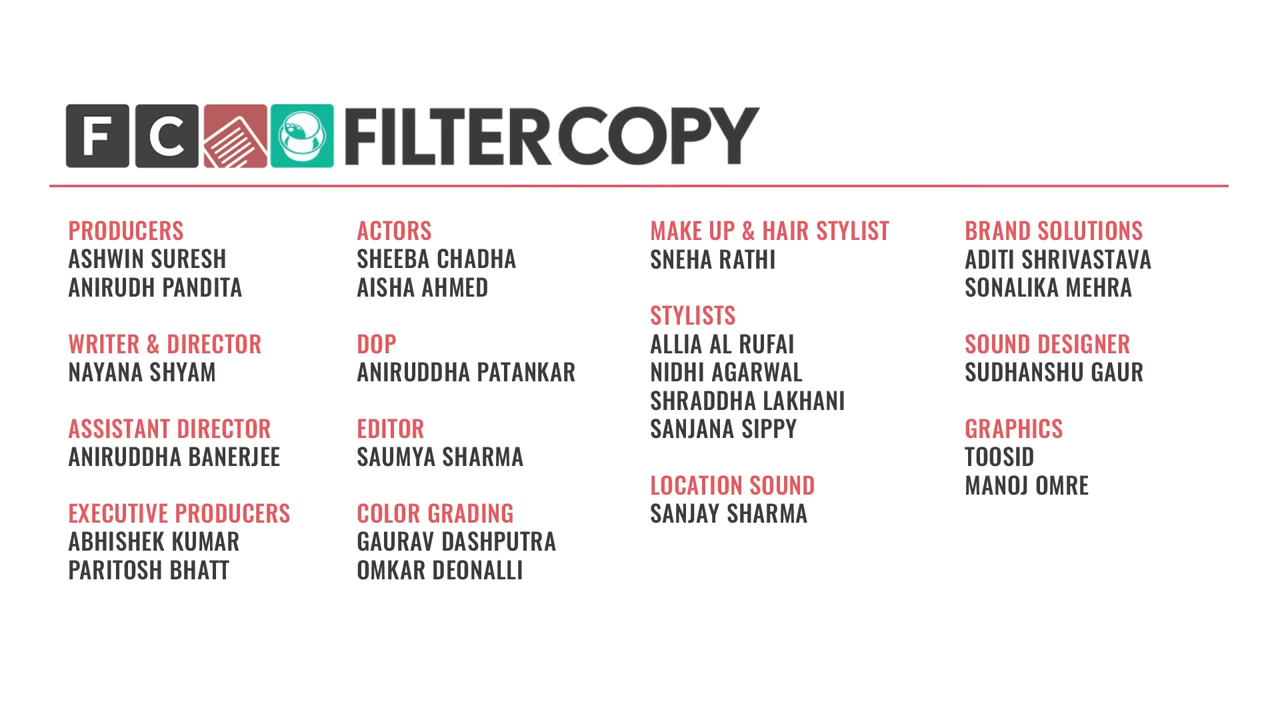 FC FILTERCOPY
PRODUCERS
ASHWIN SURESH
ANIRUDH PANDITA
WRITER & DIRECTOR
NAYANA SHYAM
ASSISTANT DIRECTOR
ANIRUDDHA BANERJEE
EXECUTIVE PRODUCERS
ABHISHEK KUMAR
PARITOSH BHATT
ACTORS
SHEEBA CHADHA
AISHA AHMED
DOP
ANIRUDDHA PATANKAR
EDITOR
SAUMYA SHARMA
COLOR GRADING
GAURAV DASHPUTRA
OMKAR DEONALLI
MAKE UP & HAIR STYLIST
SNEHA RATHI
STYLISTS
ALLIA AL RUFAI
NIDHI AGARWAL
SHRADDHA LAKHANI
SANJANA SIPPY
LOCATION SOUND
SANJAY SHARMA
BRAND SOLUTIONS
ADITI SHRIVASTAVA
SONALIKA MEHRA
SOUND DESIGNER
SUDHANSHU GAUR
GRAPHICS
TOOSID
MANOJ OMRE